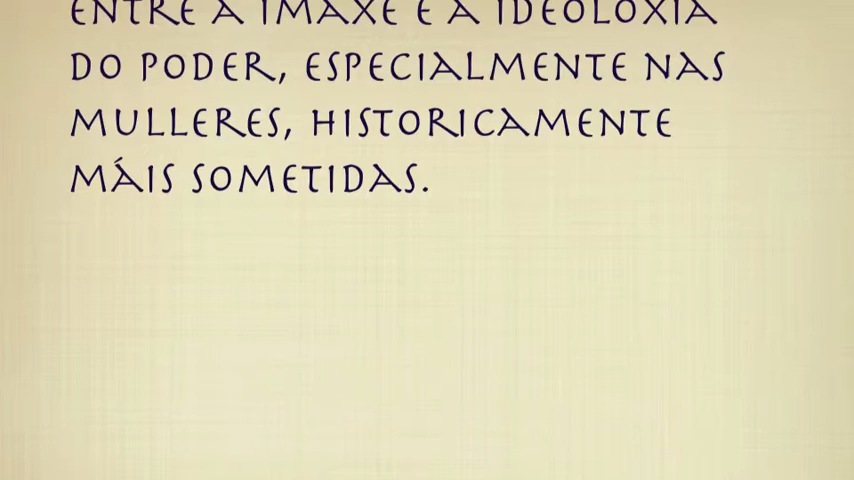 ENTRE A IMAXE E A IDEOLOXÍA
DO PODER, ESPECIALMENTE NAS
MULLERES, HISTORICAMENTE
MÁIS SOMETIDAS.